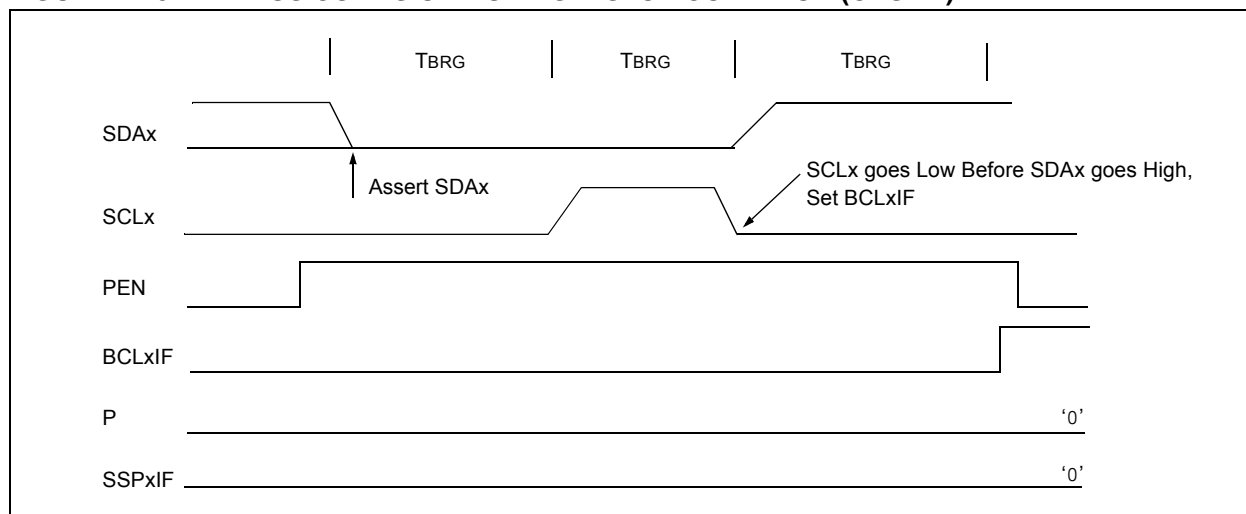 TBRG TBRG TBRG
SDAx
Assert SDAx
SCLx goes Low Before SDAx goes High,
Set BCLxIF
SCLx
PEN
BCLxIF
P '0'
SSPxIF '0'